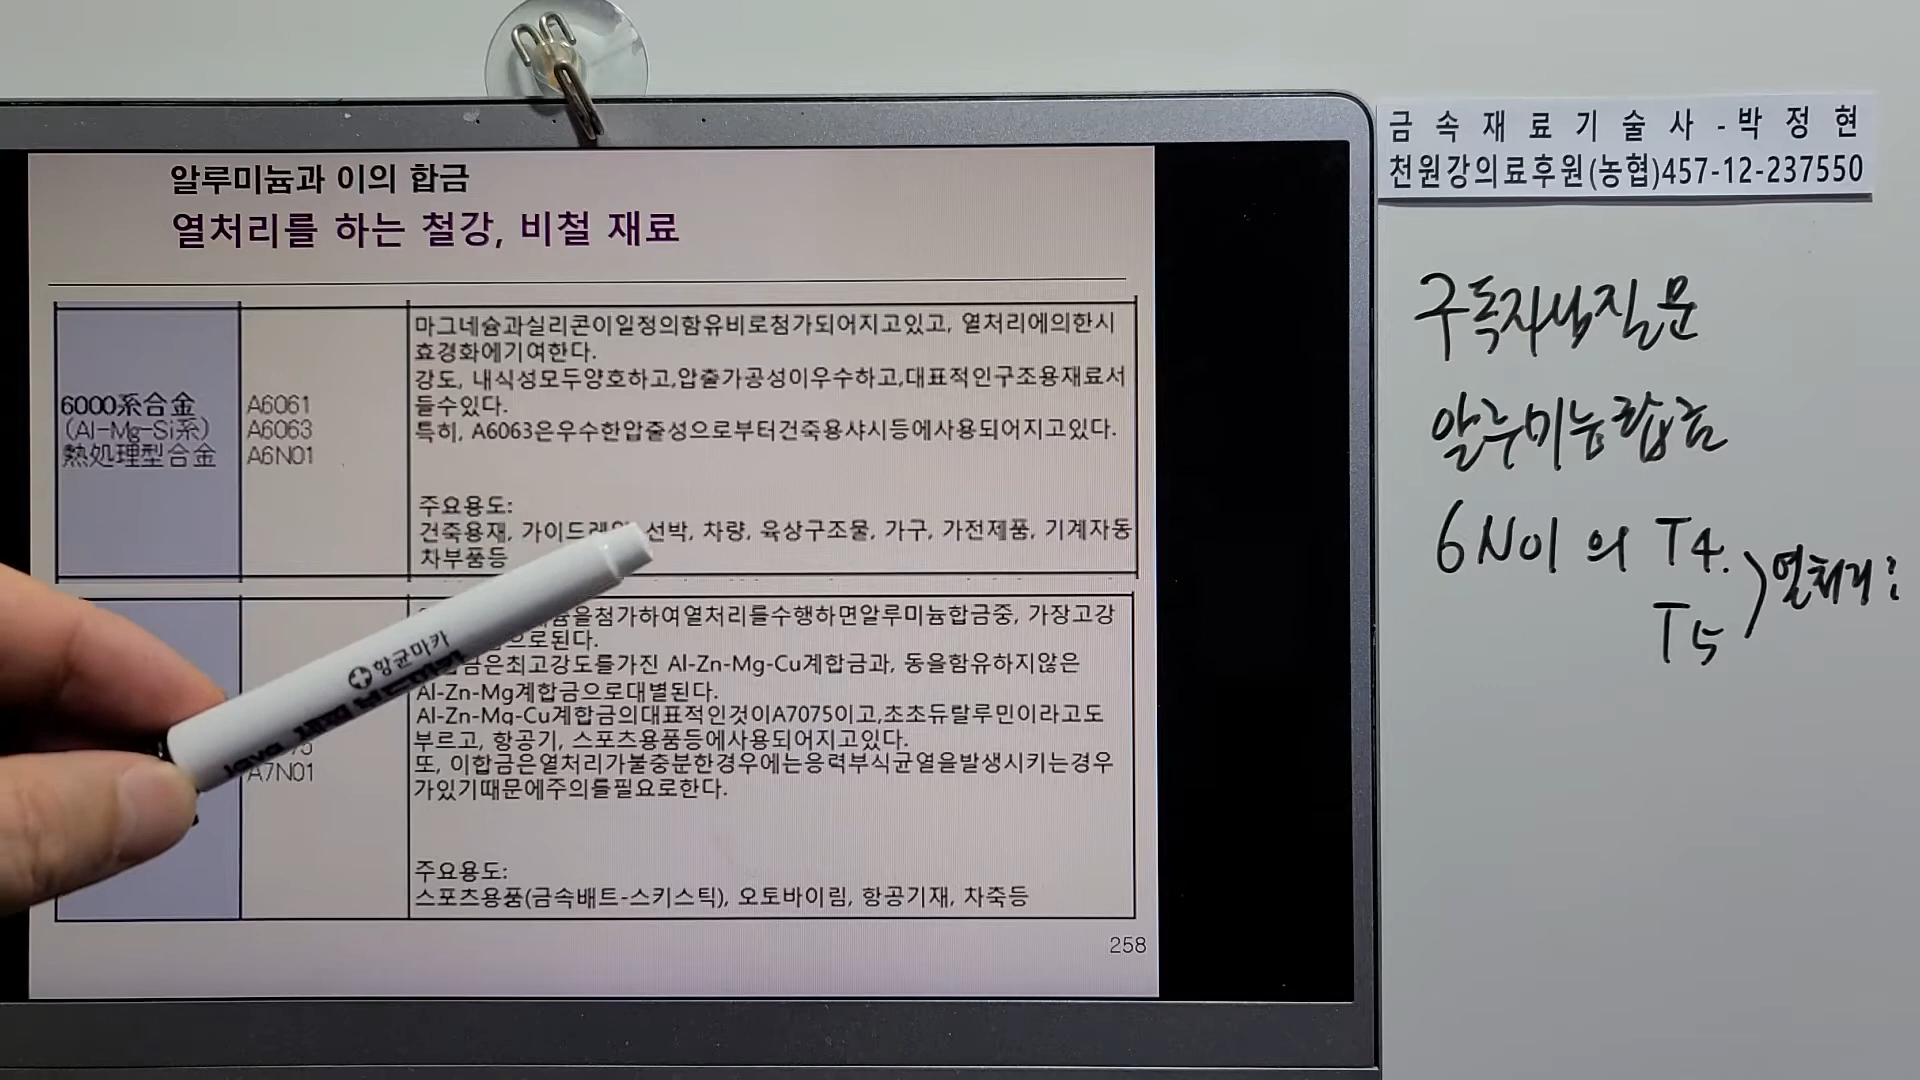 금속재료기술사-박정현
천원강의료후원(농협)457-12-237550
알루미늄과 이의 합금
열처리를 하는 철강, 비철 재료
6000系合金
(Al-Mg-Si系)
熱処理型合金
A6061
A6063
A6N01
마그네슘과실리콘이일정의함유비로첨가되어지고있고, 열처리에의한시
효경화에기여한다.
강도, 내식성모두양호하고,압출가공성이우수하고,대표적인구조용재료서
들수있다.
특히, A6063은우수한압출성으로부터건축용샤시등에사용되어지고있다.
주요용도:
건축용재, 가이드레일, 선박, 차량, 육상구조물, 가구, 가전제품, 기계자동
차부품등
A7N01
첨가하여열처리를수행하면알루미늄합금중, 가장고강
으로된다.
은최고강도를가진 Al-Zn-Mg-Cu계합금과, 동을함유하지않은
Al-Zn-Mg계합금으로대별된다.
Al-Zn-Mg-Cu계합금의대표적인것이A7075이고,초초듀랄루민이라고도
부르고, 항공기, 스포츠용품등에사용되어지고있다.
또, 이합금은열처리가불충분한경우에는응력부식균열을발생시키는경우
가있기때문에주의를필요로한다.
주요용도:
스포츠용품(금속배트-스키스틱), 오토바이림, 항공기재, 차축등
258
항균마카
구독자님질문
알루미늄합금
6N01 의 T4.
T5
열처리?